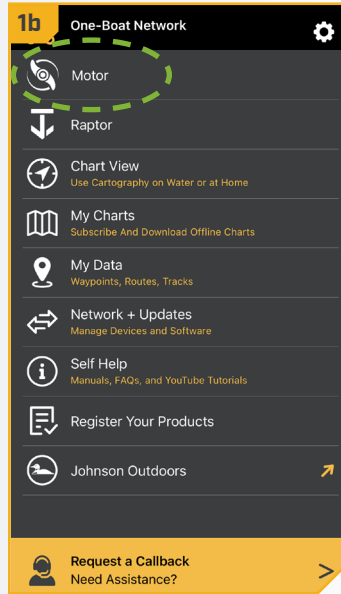 1b
One-Boat Network
Motor
Raptor
Chart View
Use Cartography on Water or at Home
My Charts
Subscribe And Download Offline Charts
My Data
Waypoints, Routes, Tracks
Network + Updates
Manage Devices and Software
Self Help
Manuals, FAQs, and YouTube Tutorials
Register Your Products
Johnson Outdoors
Request a Callback
Need Assistance?